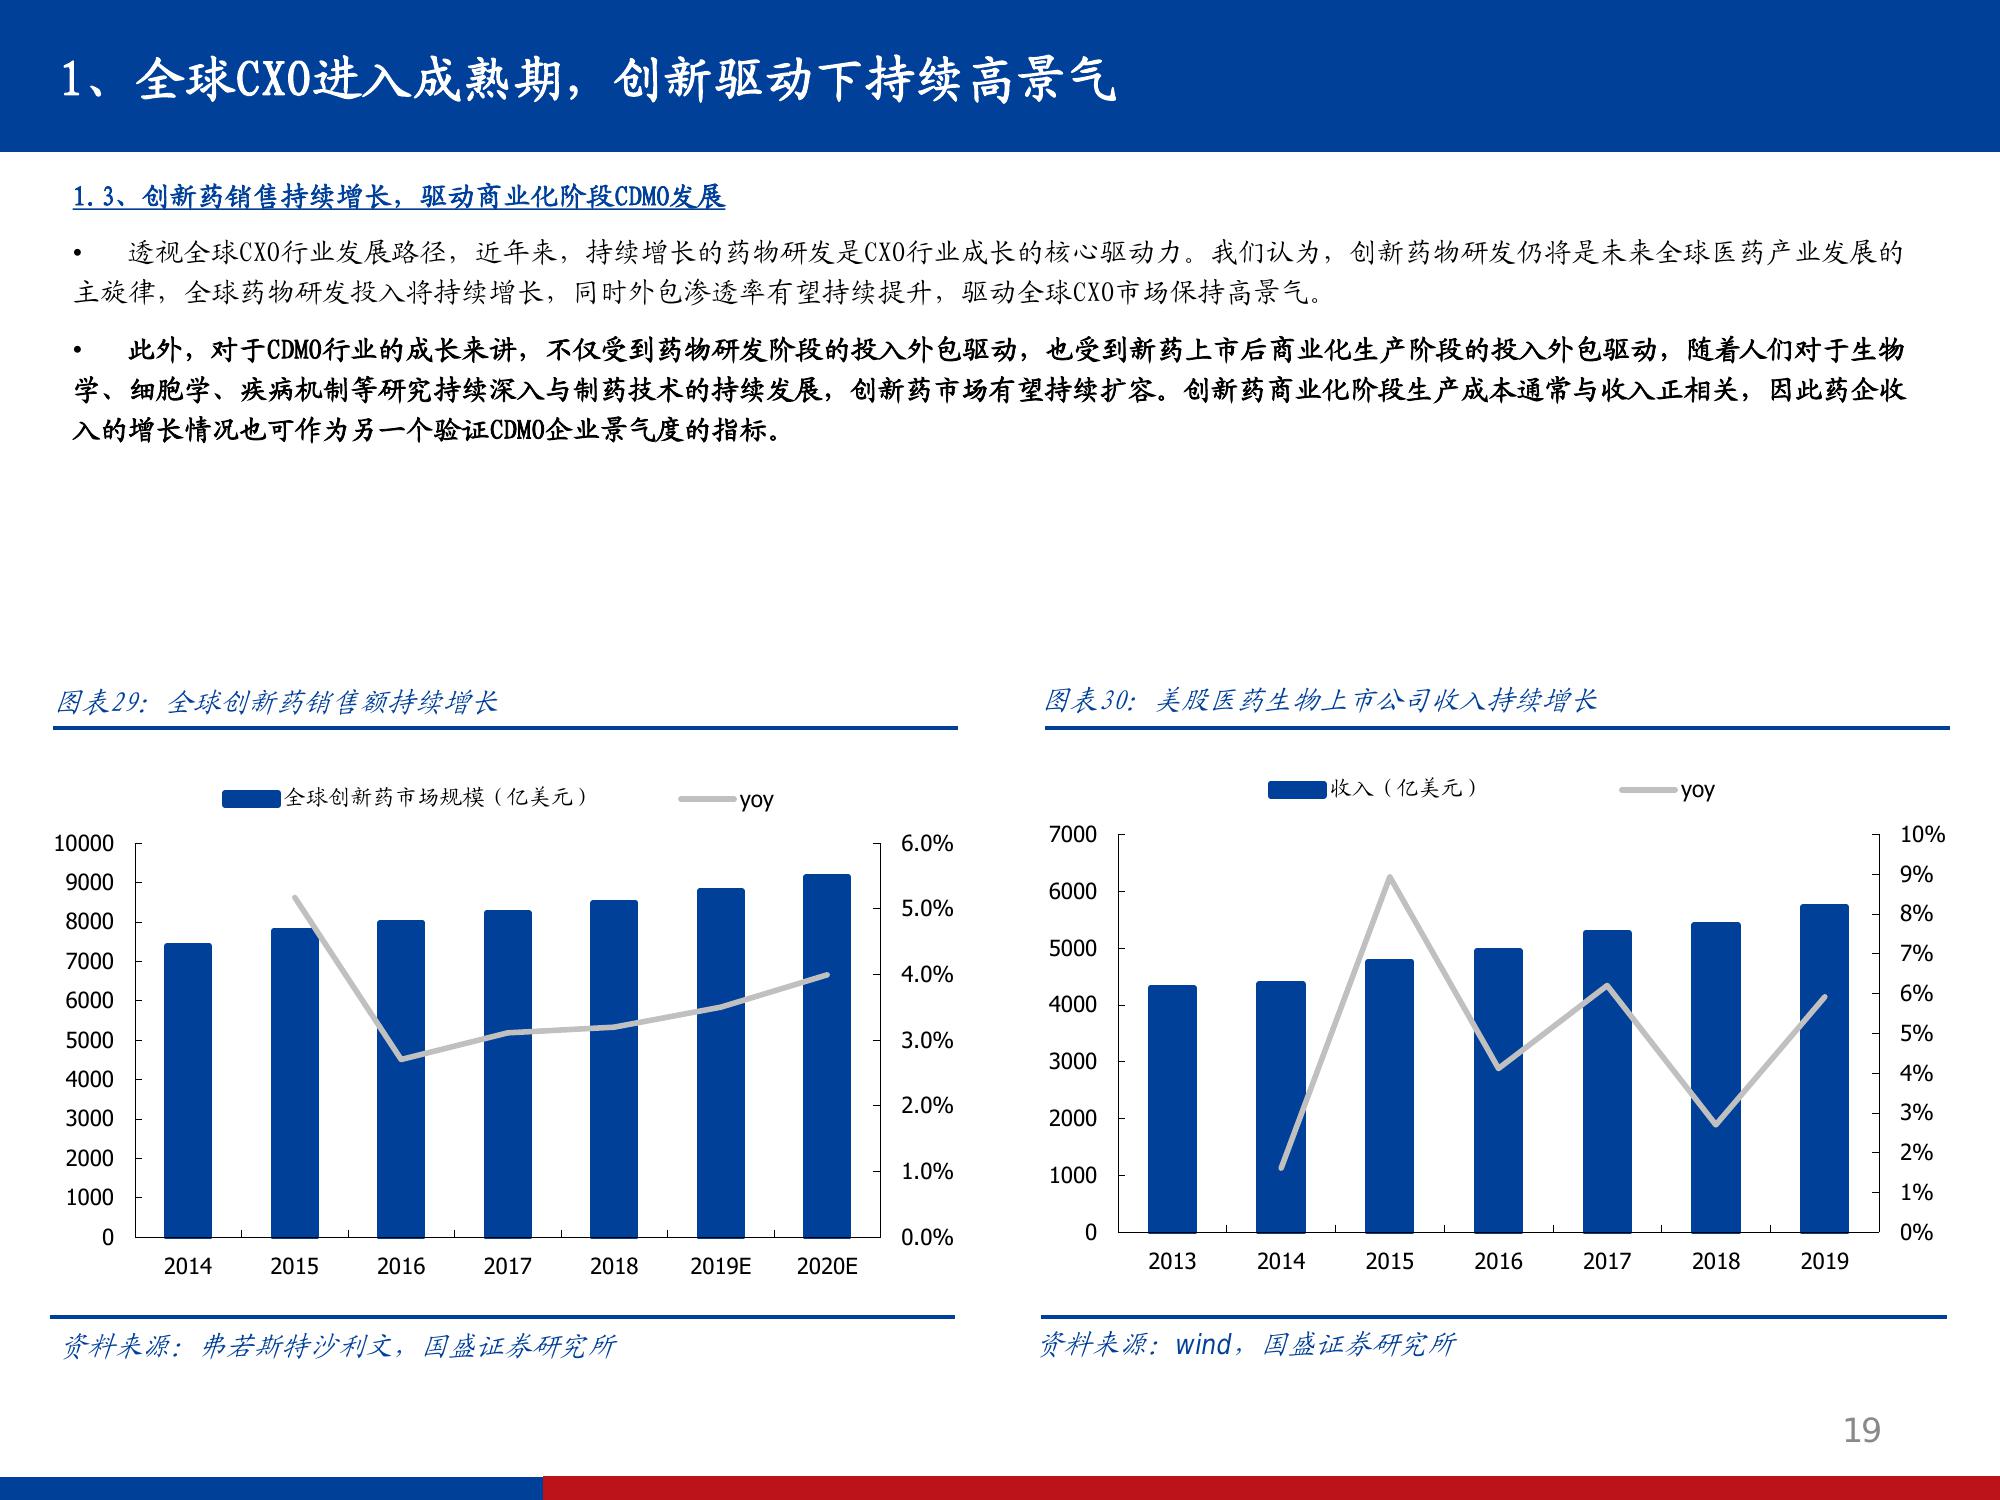 1、全球CXO进入成熟期，创新驱动下持续高景气
1.3、创新药销售持续增长，驱动商业化阶段CDMO发展
• 透视全球CXO行业发展路径，近年来，持续增长的药物研发是CXO行业成长的核心驱动力。我们认为，创新药物研发仍将是未来全球医药产业发展的
主旋律，全球药物研发投入将持续增长，同时外包渗透率有望持续提升，驱动全球CXO市场保持高景气。
• 此外，对于CDMO行业的成长来讲，不仅受到药物研发阶段的投入外包驱动，也受到新药上市后商业化生产阶段的投入外包驱动，随着人们对于生物
学、细胞学、疾病机制等研究持续深入与制药技术的持续发展，创新药市场有望持续扩容。创新药商业化阶段生产成本通常与收入正相关，因此药企收
入的增长情况也可作为另一个验证CDMO企业景气度的指标。
图表29：全球创新药销售额持续增长
全球创新药市场规模（亿美元） yoy
10000 6.0%
9000
8000 5.0%
7000
6000 4.0%
5000 3.0%
4000
3000 2.0%
2000 1.0%
1000
0 0.0%
2014 2015 2016 2017 2018 2019E 2020E
资料来源：弗若斯特沙利文，国盛证券研究所
图表30：美股医药生物上市公司收入持续增长
收入（亿美元） yoy
7000 10%
9%
6000 8%
5000 7%
4000 6%
5%
3000 4%
2000 3%
2%
1000 1%
0 0%
2013 2014 2015 2016 2017 2018 2019
资料来源：wind，国盛证券研究所
19